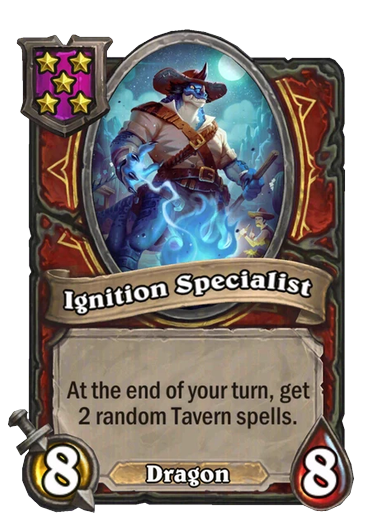 Ignition Specialist
At the end of your turn, get
2 random Tavern spells.
8
Dragon
8